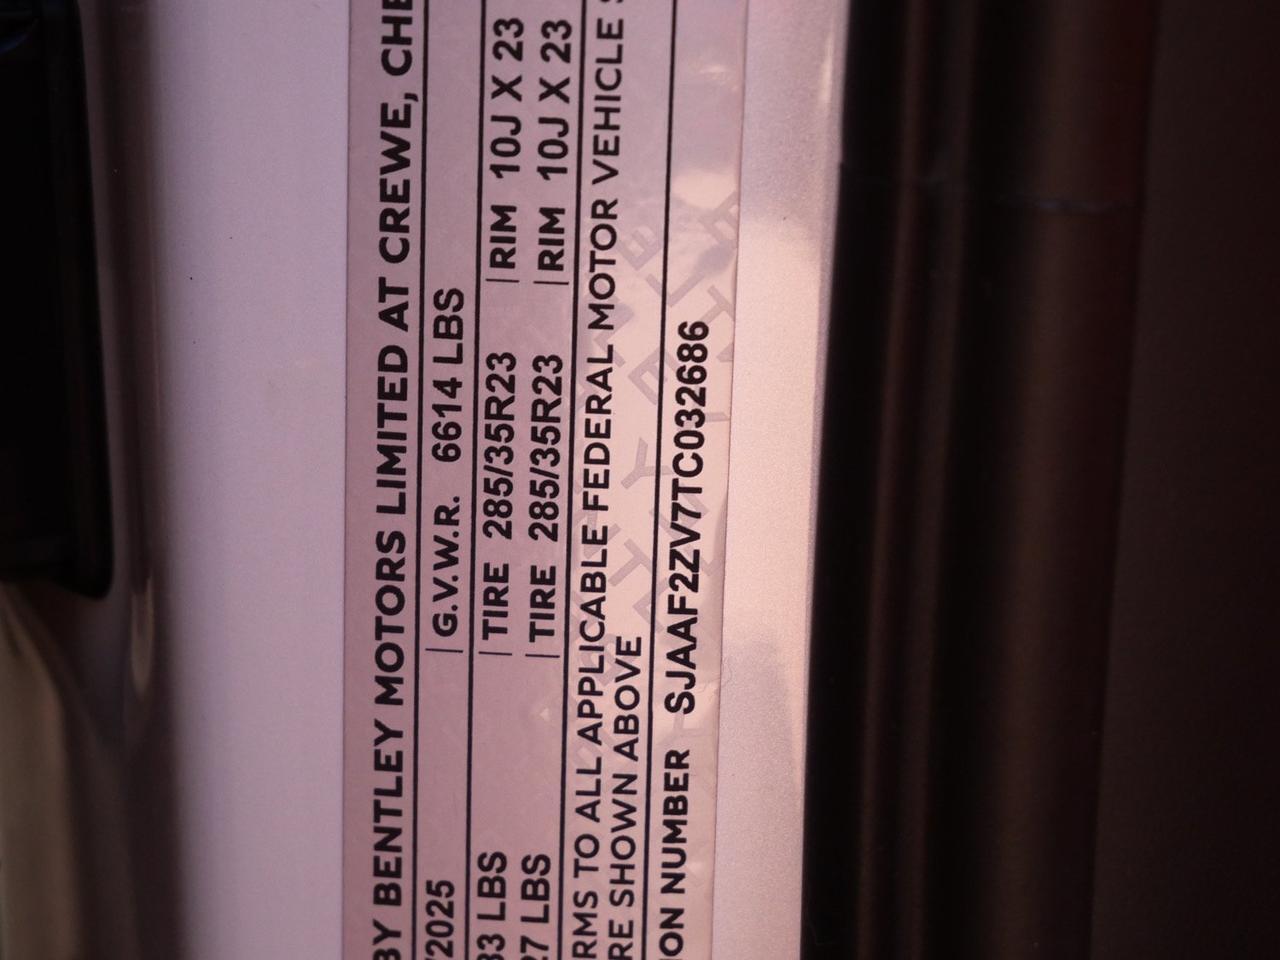 BY BENTLEY MOTORS LIMITED AT CREWE, CHE
/2025 | G.V.W.R. 6614 LBS
33 LBS | TIRE 285/35R23 | RIM 10J X 23
27 LBS | TIRE 285/35R23 | RIM 10J X 23
RMS TO ALL APPLICABLE FEDERAL MOTOR VEHICLE S
RE SHOWN ABOVE
ION NUMBER SJAAF2ZV7TC032686